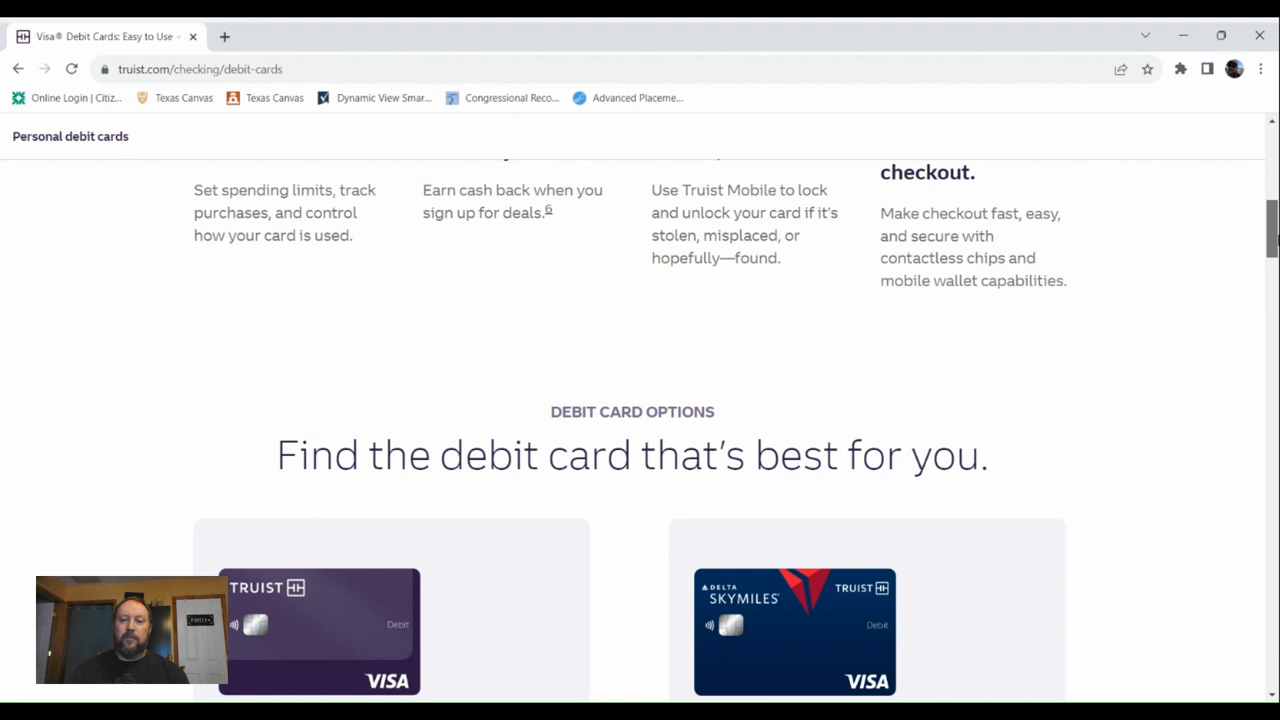 Visa® Debit Cards: Easy to Use
truist.com/checking/debit-cards
Online Login | Citiz...
Texas Canvas
Texas Canvas
Dynamic View Smar...
Congressional Reco...
Advanced Placeme...
Personal debit cards
Set spending limits, track
purchases, and control
how your card is used.
Earn cash back when you
sign up for deals.6
Use Truist Mobile to lock
and unlock your card if it's
stolen, misplaced, or
hopefully—found.
checkout.
Make checkout fast, easy,
and secure with
contactless chips and
mobile wallet capabilities.
DEBIT CARD OPTIONS
Find the debit card that's best for you.
TRUIST
Debit
VISA
DELTA
SKYMILES
TRUIST
Debit
VISA